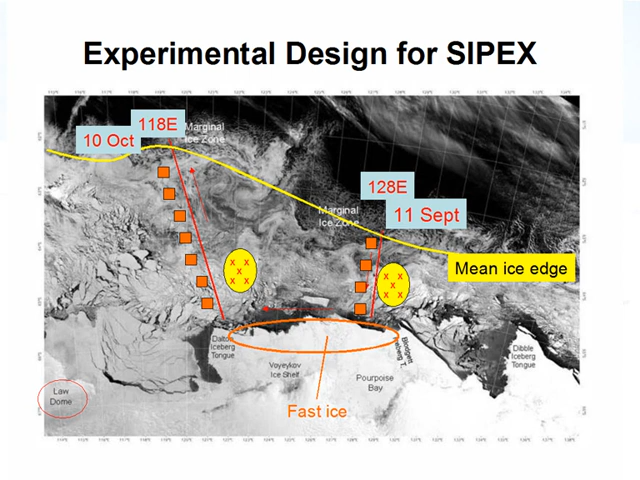 Experimental Design for SIPEX
118E
Marginal
Ice Zone
10 Oct
128E
Marginal
Ice Zone
11 Sept
Mean ice edge
x x
x
x x
x x
x
x x
Dalton
Iceberg
Tongue
Voyeykov
Ice Shelf
Pourpoise
Bay
Dibble
Iceberg
Tongue
Law
Dome
Fast ice